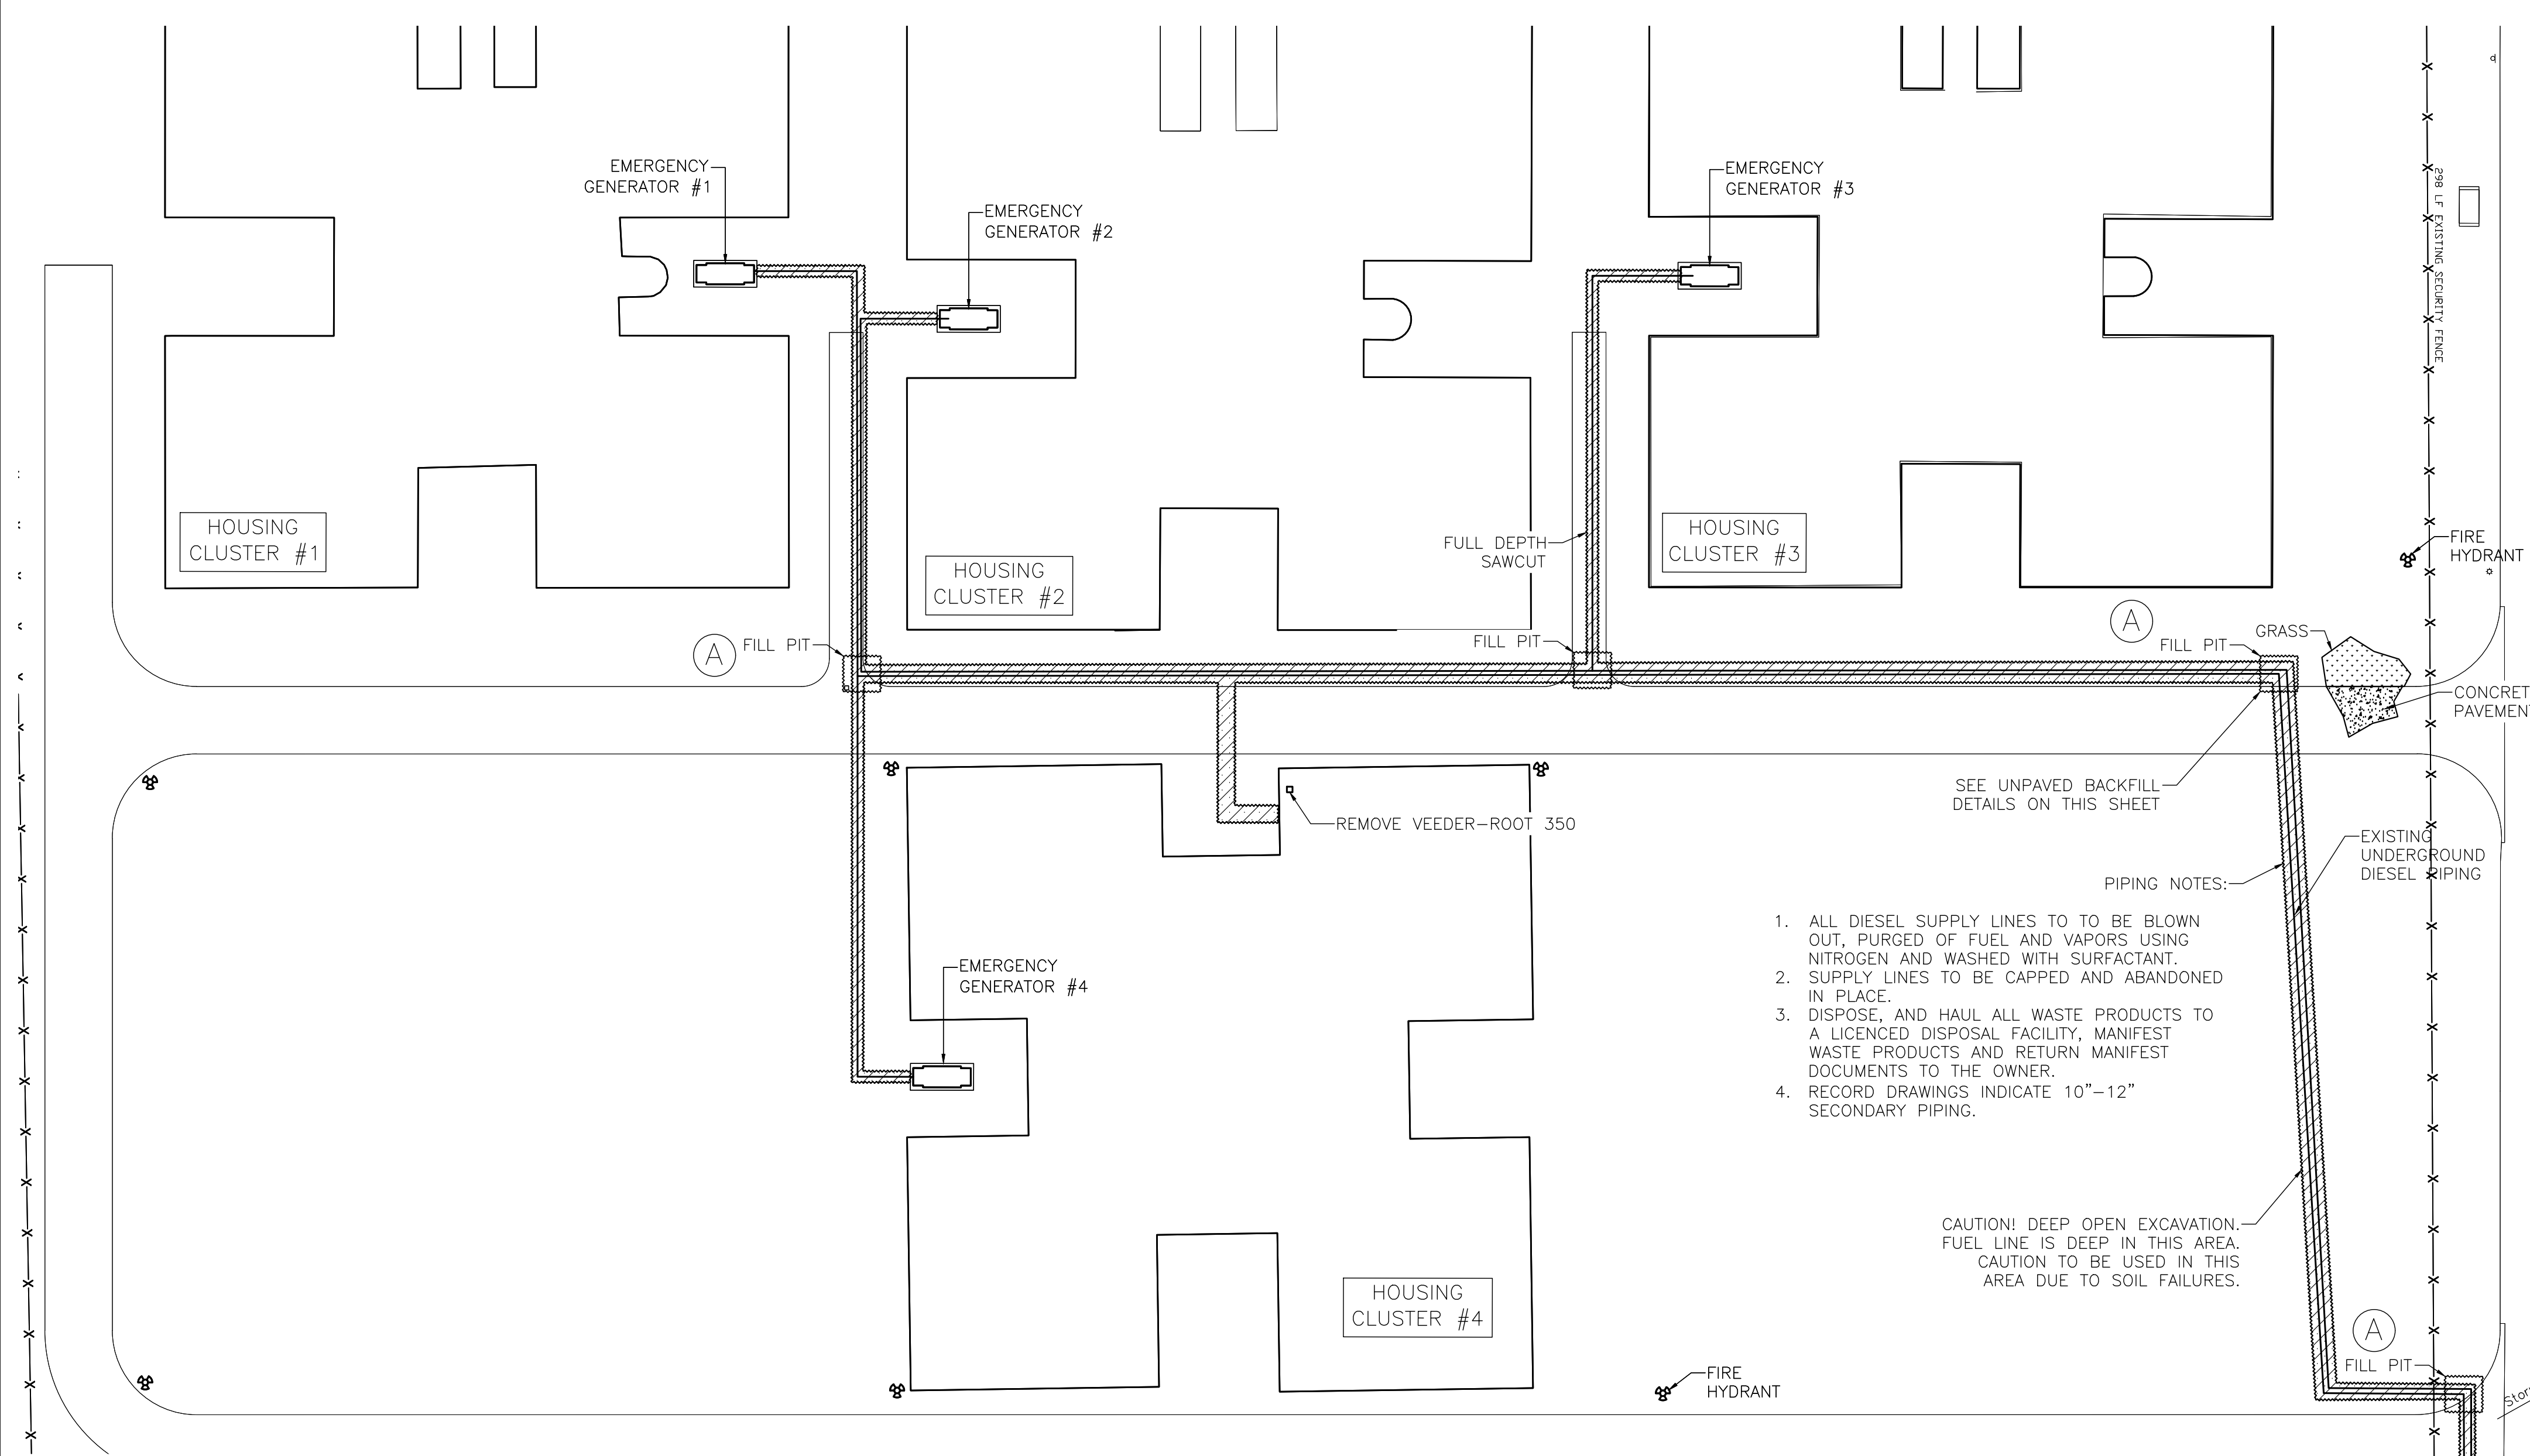 EMERGENCY
GENERATOR #1
EMERGENCY
GENERATOR #2
EMERGENCY
GENERATOR #3
298 LF EXISTING SECURITY FENCE
HOUSING
CLUSTER #1
HOUSING
CLUSTER #2
FULL DEPTH
SAWCUT
HOUSING
CLUSTER #3
FIRE
HYDRANT
A
FILL PIT
FILL PIT
A
FILL PIT
GRASS
CONCRET
PAVEMEN
SEE UNPAVED BACKFILL
DETAILS ON THIS SHEET
REMOVE VEEDER-ROOT 350
EXISTING
UNDERGROUND
DIESEL PIPING
PIPING NOTES:
1. ALL DIESEL SUPPLY LINES TO TO BE BLOWN
OUT, PURGED OF FUEL AND VAPORS USING
NITROGEN AND WASHED WITH SURFACTANT.
2. SUPPLY LINES TO BE CAPPED AND ABANDONED
IN PLACE.
3. DISPOSE, AND HAUL ALL WASTE PRODUCTS TO
A LICENCED DISPOSAL FACILITY, MANIFEST
WASTE PRODUCTS AND RETURN MANIFEST
DOCUMENTS TO THE OWNER.
4. RECORD DRAWINGS INDICATE 10"-12"
SECONDARY PIPING.
EMERGENCY
GENERATOR #4
CAUTION! DEEP OPEN EXCAVATION.
FUEL LINE IS DEEP IN THIS AREA.
CAUTION TO BE USED IN THIS
AREA DUE TO SOIL FAILURES.
HOUSING
CLUSTER #4
A
FILL PIT
FIRE
HYDRANT
Stor